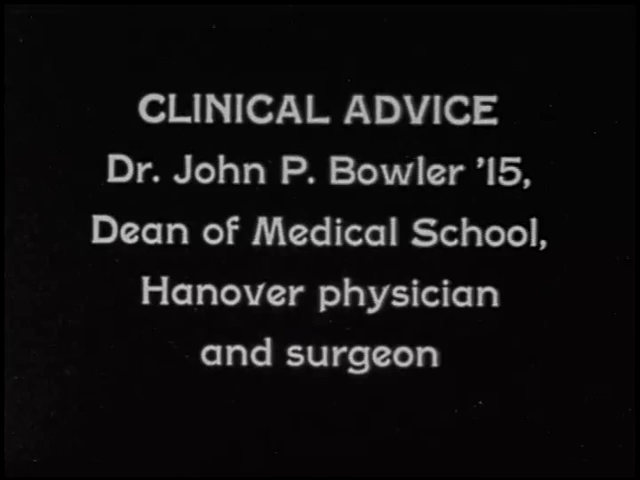 CLINICAL ADVICE
Dr. John P. Bowler '15,
Dean of Medical School,
Hanover physician
and surgeon